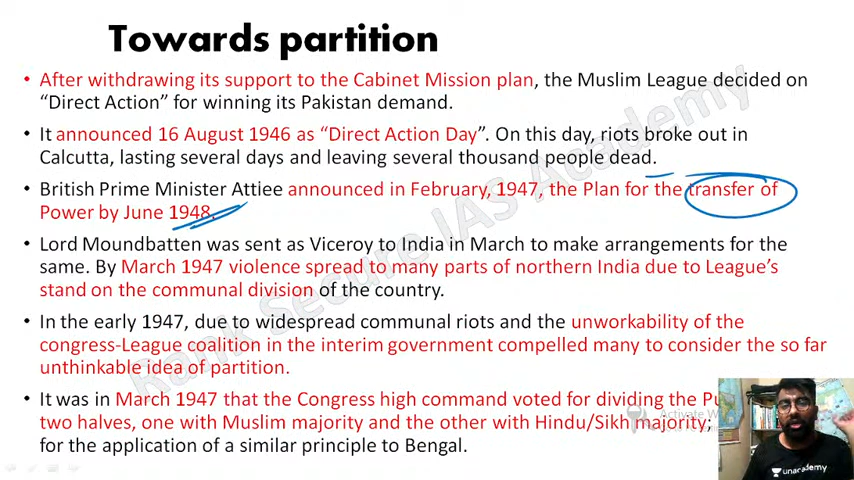 Towards partition
• After withdrawing its support to the Cabinet Mission plan, the Muslim League decided on
“Direct Action” for winning its Pakistan demand.
• It announced 16 August 1946 as “Direct Action Day”. On this day, riots broke out in
Calcutta, lasting several days and leaving several thousand people dead.
• British Prime Minister Attiee announced in February, 1947, the Plan for the transfer of
Power by June 1948.
• Lord Moundbatten was sent as Viceroy to India in March to make arrangements for the
same. By March 1947 violence spread to many parts of northern India due to League’s
stand on the communal division of the country.
• In the early 1947, due to widespread communal riots and the unworkability of the
congress-League coalition in the interim government compelled many to consider the so far
unthinkable idea of partition.
• It was in March 1947 that the Congress high command voted for dividing the
two halves, one with Muslim majority and the other with Hindu/Sikh majority;
for the application of a similar principle to Bengal.
Rank Secure IAS Academy
Activate
unacademy